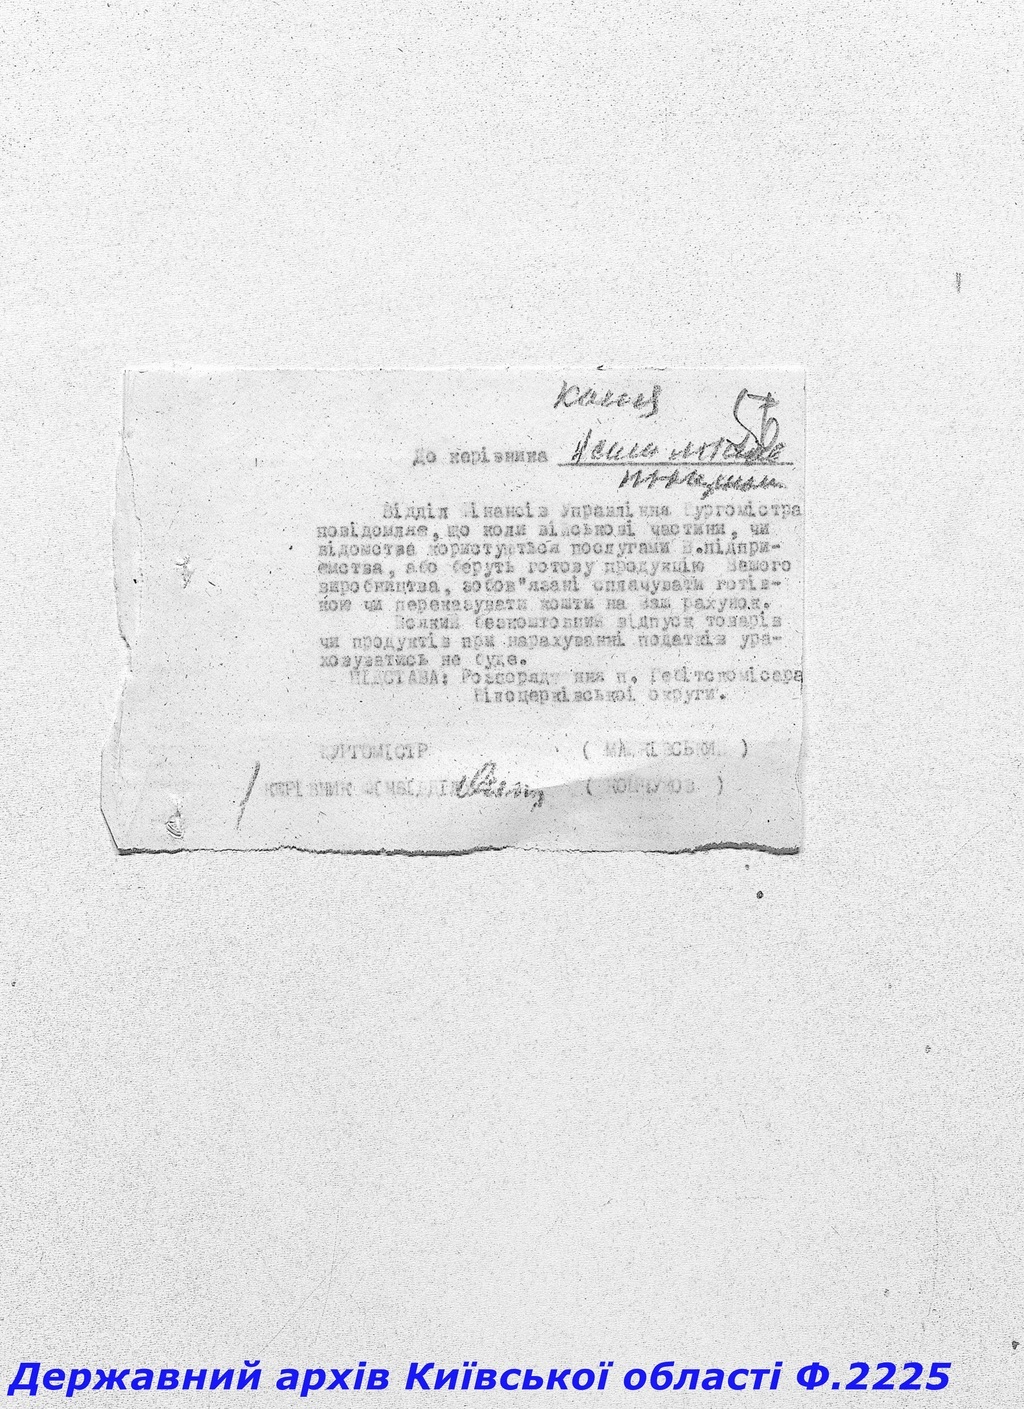 копия
До керівника
Відділ Фінансів Управління Бургомістра
повідомляє, що коли військові частини, чи
відомства користуються послугами В.підпри-
ємства, або беруть готову продукцію Вашого
виробництва, зобов"язані сплачувати готів-
кою чи переказувати кошти на Ваш рахунок.
Всякий безкоштовний відпуск товарів
чи продуктів при нарахуванні податків ура-
ховуватись не буде.
ПІДСТАВА: Розпорядження п. Гебітскомісара
Білоцерківської округи.
БУРГОМІСТР
КЕРІВНИК ФІНВІДДІЛУ
Державний архів Київської області Ф.2225